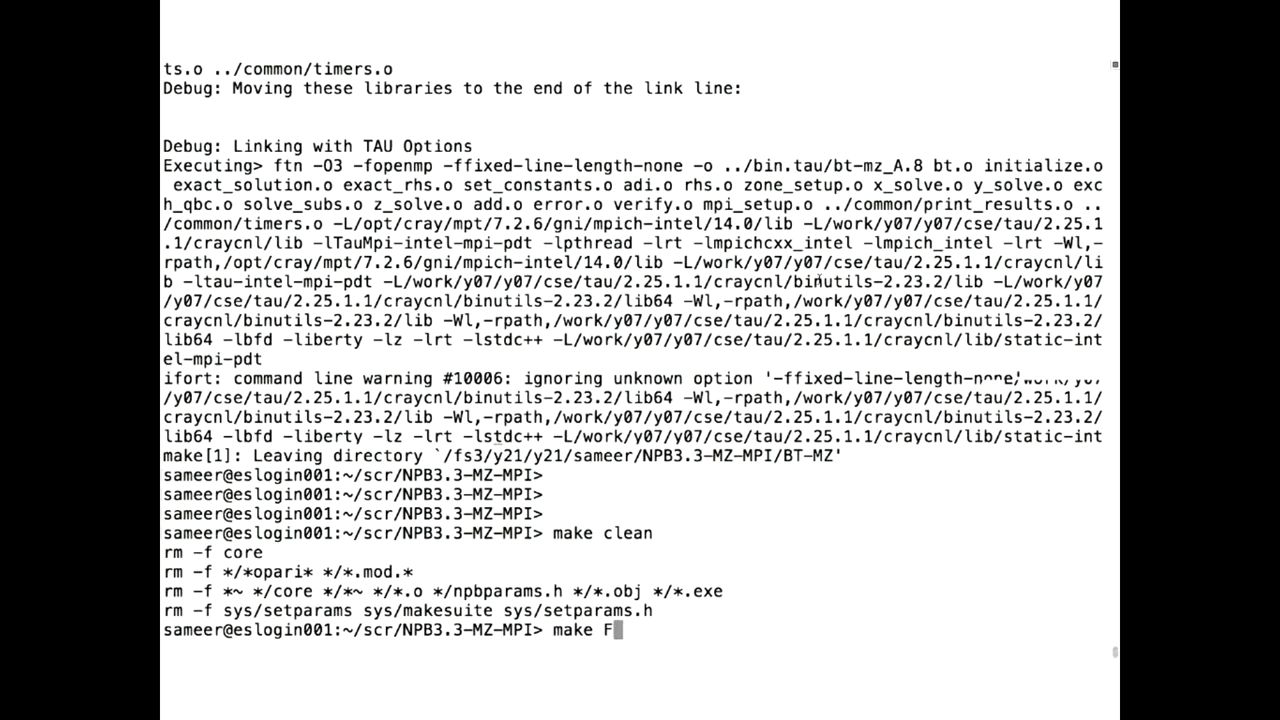 ts.o ../common/timers.o
Debug: Moving these libraries to the end of the link line:
Debug: Linking with TAU Options
Executing> ftn -O3 -fopenmp -ffixed-line-length-none -o ../bin.tau/bt-mz_A.8 bt.o initialize.o
exact_solution.o exact_rhs.o set_constants.o adi.o rhs.o zone_setup.o x_solve.o y_solve.o exc
h_qbc.o solve_subs.o z_solve.o add.o error.o verify.o mpi_setup.o ../common/print_results.o ..
/common/timers.o -L/opt/cray/mpt/7.2.6/gni/mpich-intel/14.0/lib -L/work/y07/y07/cse/tau/2.25.1
.1/craycnl/lib -lTauMpi-intel-mpi-pdt -lpthread -lrt -lmpichcxx_intel -lmpich_intel -lrt -Wl,-
rpath,/opt/cray/mpt/7.2.6/gni/mpich-intel/14.0/lib -L/work/y07/y07/cse/tau/2.25.1.1/craycnl/li
b -ltau-intel-mpi-pdt -L/work/y07/y07/cse/tau/2.25.1.1/craycnl/binutils-2.23.2/lib -L/work/y07
/y07/cse/tau/2.25.1.1/craycnl/binutils-2.23.2/lib64 -Wl,-rpath,/work/y07/y07/cse/tau/2.25.1.1/
craycnl/binutils-2.23.2/lib -Wl,-rpath,/work/y07/y07/cse/tau/2.25.1.1/craycnl/binutils-2.23.2/
lib64 -lbfd -liberty -lz -lrt -lstdc++ -L/work/y07/y07/cse/tau/2.25.1.1/craycnl/lib/static-int
el-mpi-pdt
ifort: command line warning #10006: ignoring unknown option '-ffixed-line-length-none'
/y07/cse/tau/2.25.1.1/craycnl/binutils-2.23.2/lib64 -Wl,-rpath,/work/y07/y07/cse/tau/2.25.1.1/
craycnl/binutils-2.23.2/lib -Wl,-rpath,/work/y07/y07/cse/tau/2.25.1.1/craycnl/binutils-2.23.2/
lib64 -lbfd -liberty -lz -lrt -lstdc++ -L/work/y07/y07/cse/tau/2.25.1.1/craycnl/lib/static-int
make[1]: Leaving directory `/fs3/y21/y21/sameer/NPB3.3-MZ-MPI/BT-MZ'
sameer@eslogin001:~/scr/NPB3.3-MZ-MPI>
sameer@eslogin001:~/scr/NPB3.3-MZ-MPI>
sameer@eslogin001:~/scr/NPB3.3-MZ-MPI>
sameer@eslogin001:~/scr/NPB3.3-MZ-MPI> make clean
rm -f core
rm -f */*opari* */*.mod.*
rm -f *~ */core */*~ */*.o */npbparams.h */*.obj */*.exe
rm -f sys/setparams sys/makesuite sys/setparams.h
sameer@eslogin001:~/scr/NPB3.3-MZ-MPI> make F